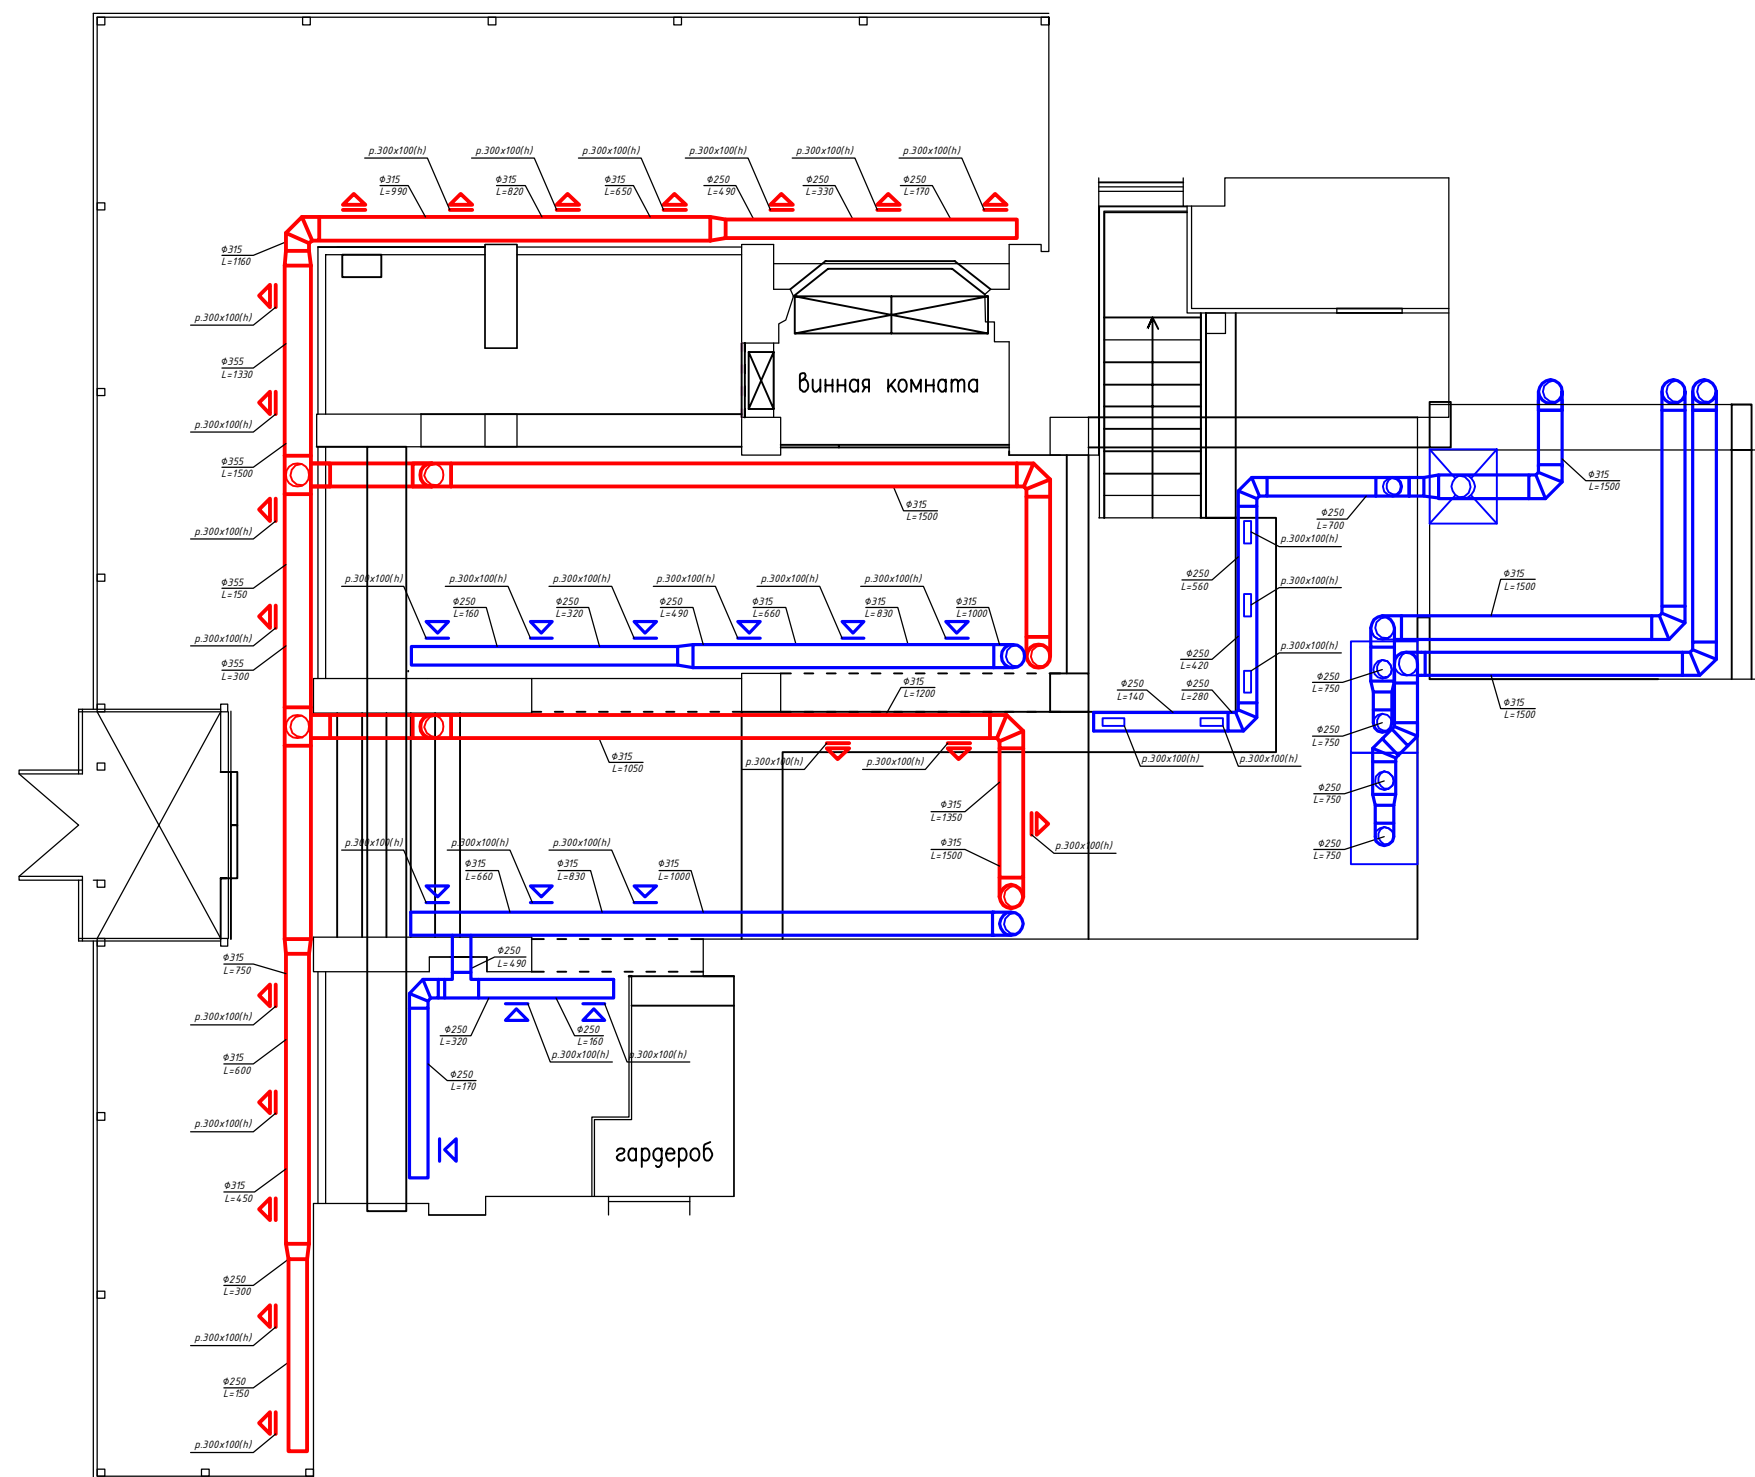 р.300х100(h)
р.300х100(h)
р.300х100(h)
р.300х100(h)
р.300х100(h)
р.300х100(h)
Ф315
L=990
Ф315
L=820
Ф315
L=650
Ф250
L=490
Ф250
L=330
Ф250
L=170
Ф315
L=1160
р.300х100(h)
Ф355
L=1330
р.300х100(h)
Ф355
L=1500
р.300х100(h)
Ф355
L=150
р.300х100(h)
Ф355
L=300
винная комната
Ф315
L=1500
р.300х100(h)
р.300х100(h)
р.300х100(h)
р.300х100(h)
р.300х100(h)
р.300х100(h)
Ф250
L=160
Ф250
L=320
Ф250
L=490
Ф315
L=660
Ф315
L=830
Ф315
L=1000
Ф315
L=1200
Ф315
L=1050
р.300х100(h)
р.300х100(h)
Ф315
L=1350
Ф315
L=1500
р.300х100(h)
Ф315
L=1500
Ф250
L=700
р.300х100(h)
Ф250
L=560
р.300х100(h)
Ф250
L=420
р.300х100(h)
Ф250
L=140
Ф250
L=280
р.300х100(h)
р.300х100(h)
Ф315
L=1500
Ф315
L=1500
Ф250
L=750
Ф250
L=750
Ф250
L=750
Ф250
L=750
р.300х100(h)
р.300х100(h)
р.300х100(h)
Ф315
L=660
Ф315
L=830
Ф315
L=1000
Ф250
L=490
Ф250
L=320
Ф250
L=160
р.300х100(h)
р.300х100(h)
Ф250
L=170
гардероб
Ф315
L=750
р.300х100(h)
Ф315
L=600
р.300х100(h)
Ф315
L=450
Ф250
L=300
р.300х100(h)
Ф250
L=150
р.300х100(h)